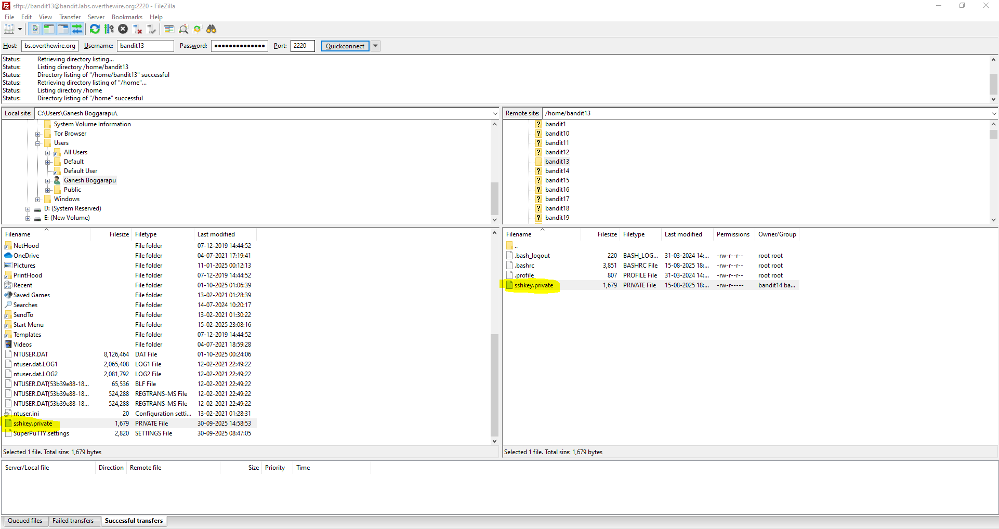 sftp://bandit13@bandit.labs.overthewire.org:2220 - FileZilla
File Edit View Transfer Server Bookmarks Help
Host: bs.overthewire.org Username: bandit13 Password: ●●●●●●●●●●●●●● Port: 2220 Quickconnect
Status: Retrieving directory listing...
Status: Listing directory /home/bandit13
Status: Directory listing of "/home/bandit13" successful
Status: Retrieving directory listing of "/home"...
Status: Listing directory /home
Status: Directory listing of "/home" successful
Local site: C:\Users\Ganesh Boggarapu\
System Volume Information
Tor Browser
Users
All Users
Default
Default User
Ganesh Boggarapu
Public
Windows
D: (System Reserved)
E: (New Volume)
Filename Filesize Filetype Last modified
NetHood File folder 07-12-2019 14:44:52
OneDrive File folder 04-07-2021 17:19:41
Pictures File folder 11-01-2025 00:12:13
PrintHood File folder 07-12-2019 14:44:52
Recent File folder 01-10-2025 01:06:39
Saved Games File folder 13-02-2021 01:28:39
Searches File folder 14-07-2024 10:20:17
SendTo File folder 13-02-2021 01:30:22
Start Menu File folder 15-02-2025 23:08:16
Templates File folder 07-12-2019 14:44:52
Videos File folder 04-07-2021 18:59:28
NTUSER.DAT 8,126,464 DAT File 01-10-2025 00:24:06
ntuser.dat.LOG1 2,065,408 LOG1 File 12-02-2021 22:49:22
ntuser.dat.LOG2 2,081,792 LOG2 File 12-02-2021 22:49:22
NTUSER.DAT{53b39e88-18... 65,536 BLF File 12-02-2021 22:49:22
NTUSER.DAT{53b39e88-18... 524,288 REGTRANS-MS File 12-02-2021 22:49:22
NTUSER.DAT{53b39e88-18... 524,288 REGTRANS-MS File 12-02-2021 22:49:22
ntuser.ini 20 Configuration setti... 13-02-2021 01:28:31
sshkey.private 1,679 PRIVATE File 30-09-2025 14:58:53
SuperPuTTY.settings 2,820 SETTINGS File 30-09-2025 08:47:05
Selected 1 file. Total size: 1,679 bytes
Remote site: /home/bandit13
bandit1
bandit10
bandit11
bandit12
bandit13
bandit14
bandit15
bandit16
bandit17
bandit18
bandit19
Filename Filesize Filetype Last modified Permissions Owner/Group
..
.bash_logout 220 BASH_LOG... 31-03-2024 14:... -rw-r--r-- root root
.bashrc 3,851 BASHRC File 15-08-2025 18:... -rw-r--r-- root root
.profile 807 PROFILE File 31-03-2024 14:... -rw-r--r-- root root
sshkey.private 1,679 PRIVATE File 15-08-2025 18:... -rw-r----- bandit14 ba...
Selected 1 file. Total size: 1,679 bytes
Server/Local file Direction Remote file Size Priority Time
Queued files Failed transfers Successful transfers